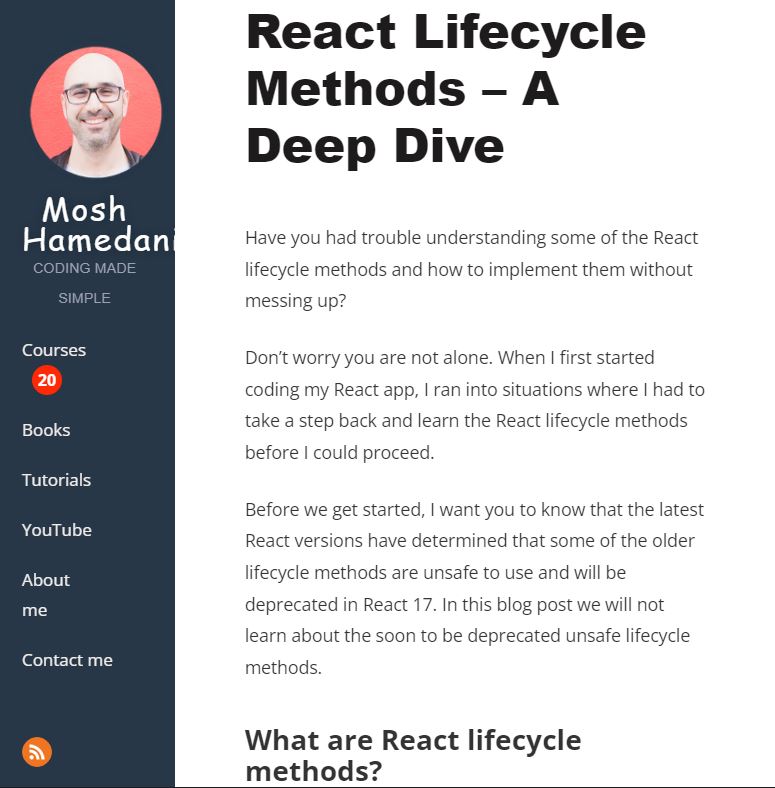 Mosh
Hamedani
CODING MADE
SIMPLE
Courses
20
Books
Tutorials
YouTube
About
me
Contact me
React Lifecycle
Methods – A
Deep Dive
Have you had trouble understanding some of the React
lifecycle methods and how to implement them without
messing up?
Don’t worry you are not alone. When I first started
coding my React app, I ran into situations where I had to
take a step back and learn the React lifecycle methods
before I could proceed.
Before we get started, I want you to know that the latest
React versions have determined that some of the older
lifecycle methods are unsafe to use and will be
deprecated in React 17. In this blog post we will not
learn about the soon to be deprecated unsafe lifecycle
methods.
What are React lifecycle
methods?